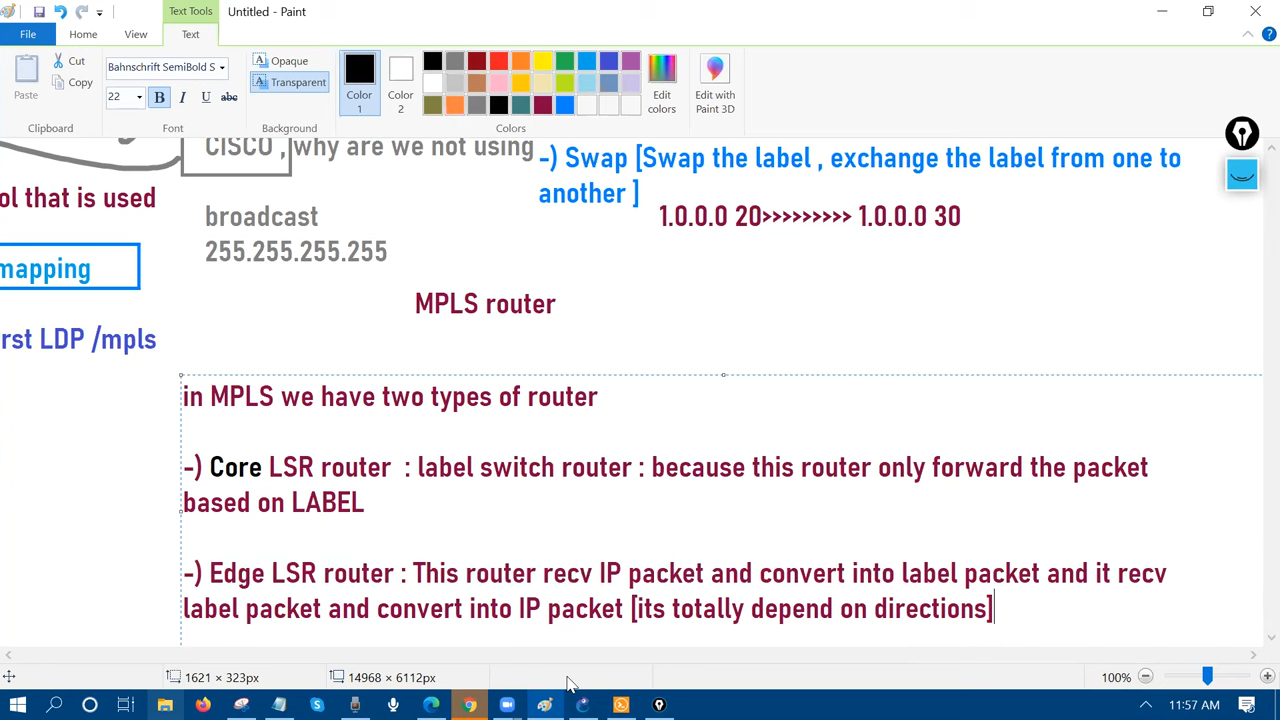 Text Tools
Untitled - Paint
File
Home
View
Text
Cut
Copy
Paste
Clipboard
Bahnschrift SemiBold S
22
B
I
U
abc
Font
Opaque
Transparent
Background
Color
1
Color
2
Edit
colors
Edit with
Paint 3D
Colors
CISCO , why are we not using
-) Swap [Swap the label , exchange the label from one to
another ]
ol that is used
broadcast
1.0.0.0 20>>>>>>>>> 1.0.0.0 30
255.255.255.255
mapping
MPLS router
rst LDP /mpls
in MPLS we have two types of router
-) Core LSR router : label switch router : because this router only forward the packet
based on LABEL
-) Edge LSR router : This router recv IP packet and convert into label packet and it recv
label packet and convert into IP packet [its totally depend on directions]
1621 × 323px
14968 × 6112px
100%
11:57 AM